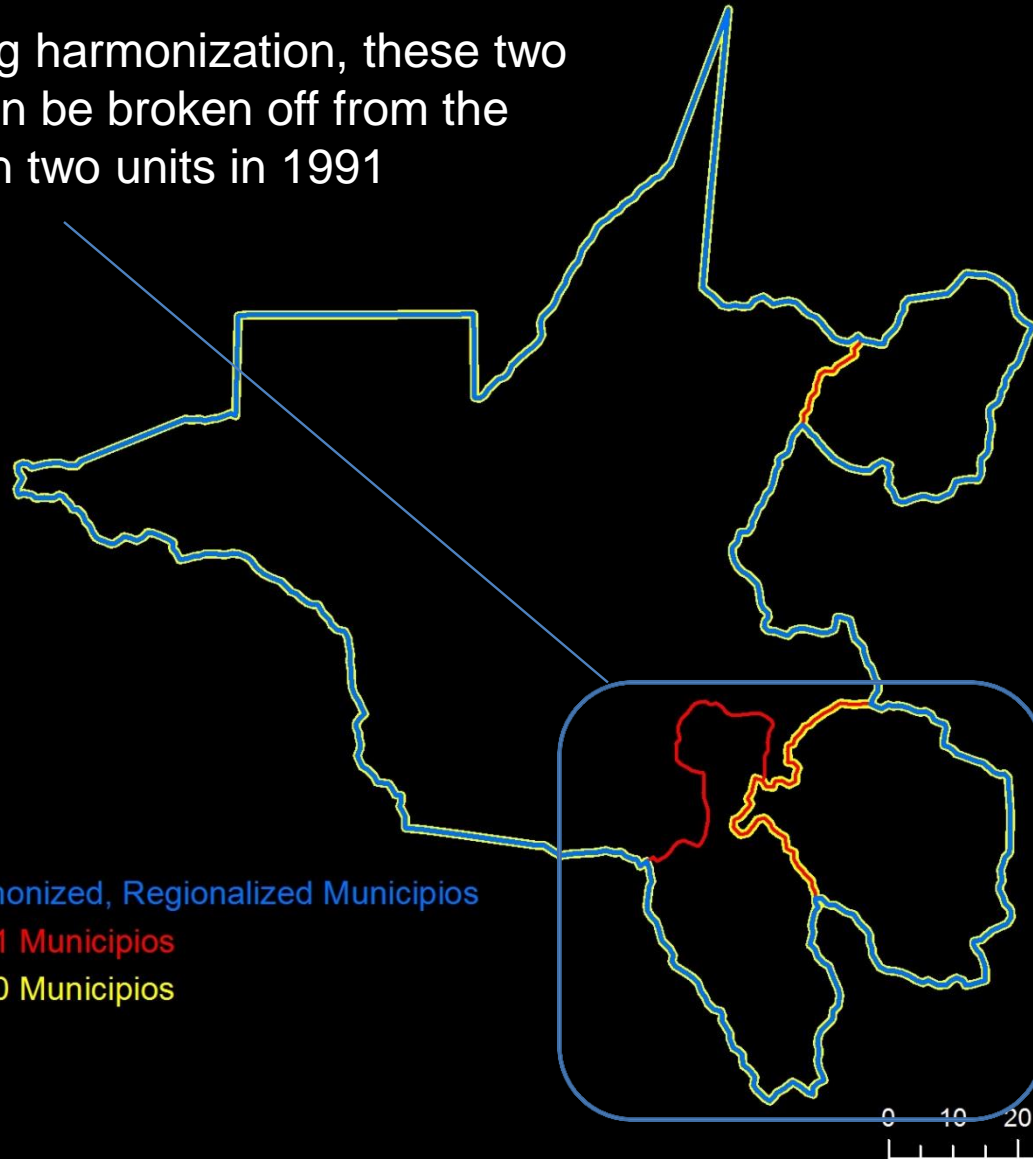 g harmonization, these two
n be broken off from the
n two units in 1991
nonized, Regionalized Municipios
1 Municipios
0 Municipios
0 10 20